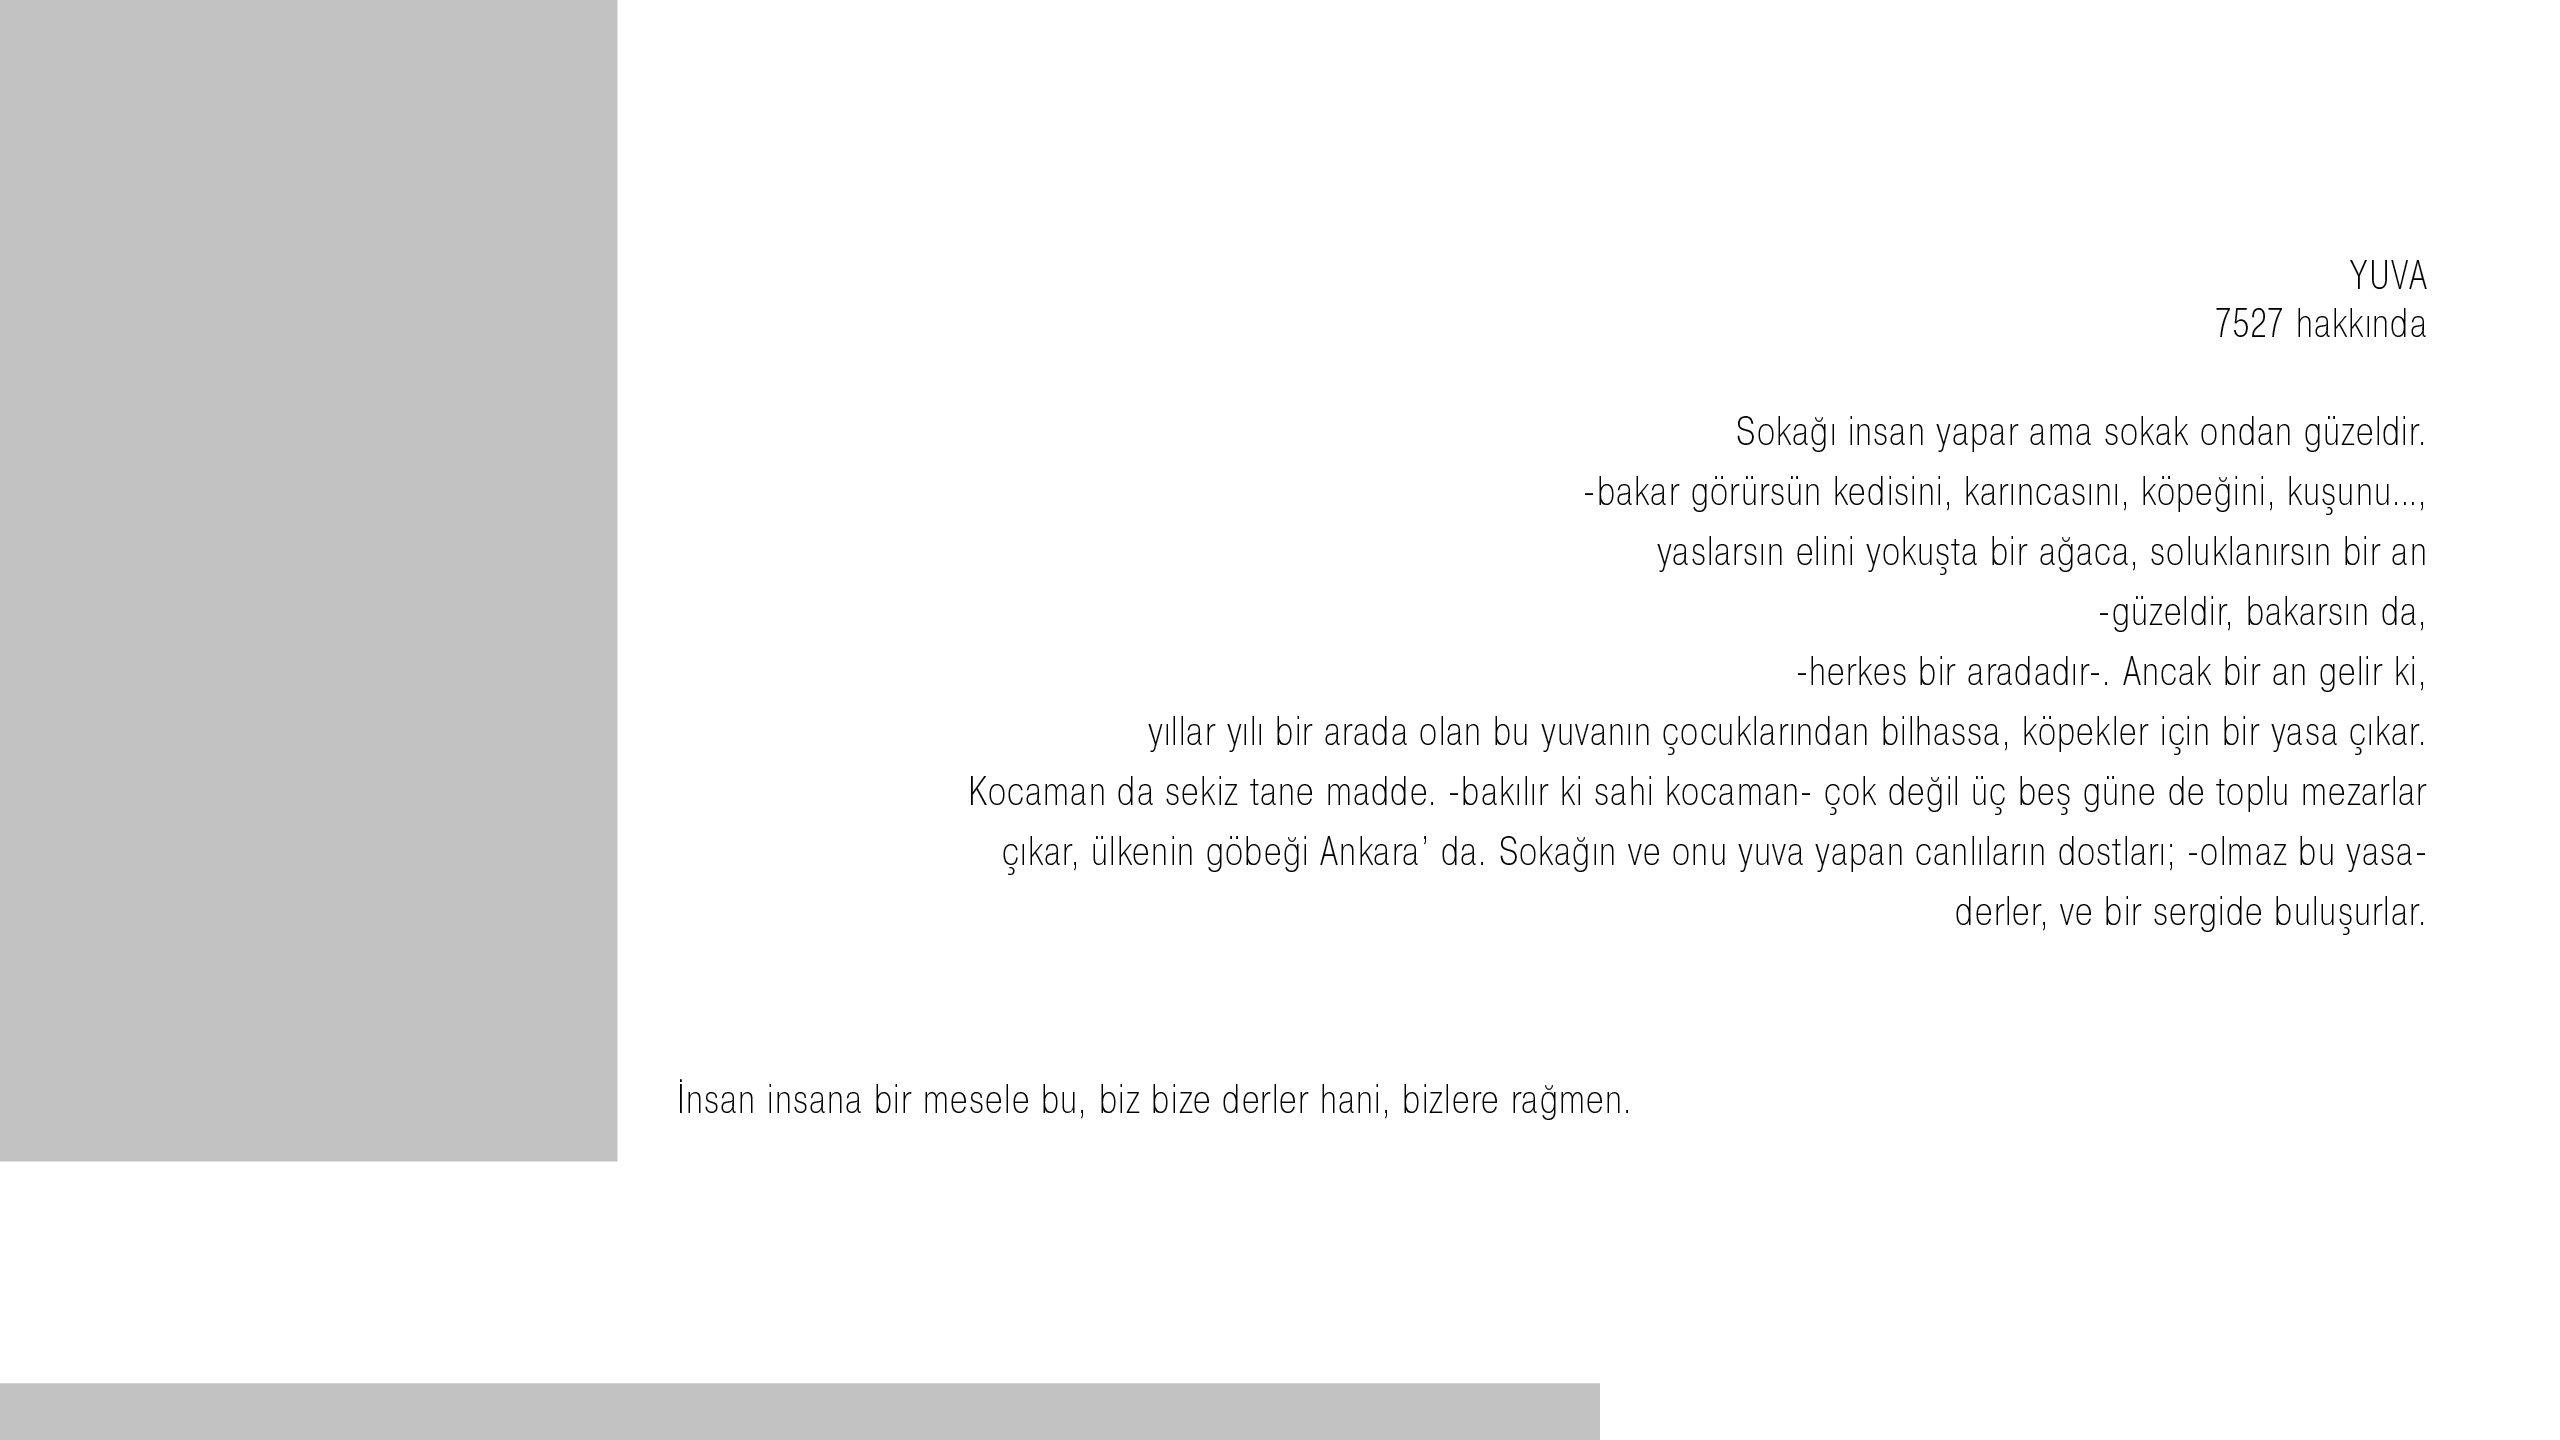 YUVA
7527 hakkında
Sokağı insan yapar ama sokak ondan güzeldir.
-bakar görürsün kedisini, karıncasını, köpeğini, kuşunu...,
yaslarsın elini yokuşta bir ağaca, soluklanırsın bir an
-güzeldir, bakarsın da,
-herkes bir aradadır-. Ancak bir an gelir ki,
yıllar yılı bir arada olan bu yuvanın çocuklarından bilhassa, köpekler için bir yasa çıkar.
Kocaman da sekiz tane madde. -bakılır ki sahi kocaman- çok değil üç beş güne de toplu mezarlar
çıkar, ülkenin göbeği Ankara’ da. Sokağın ve onu yuva yapan canlıların dostları; -olmaz bu yasa-
derler, ve bir sergide buluşurlar.
İnsan insana bir mesele bu, biz bize derler hani, bizlere rağmen.